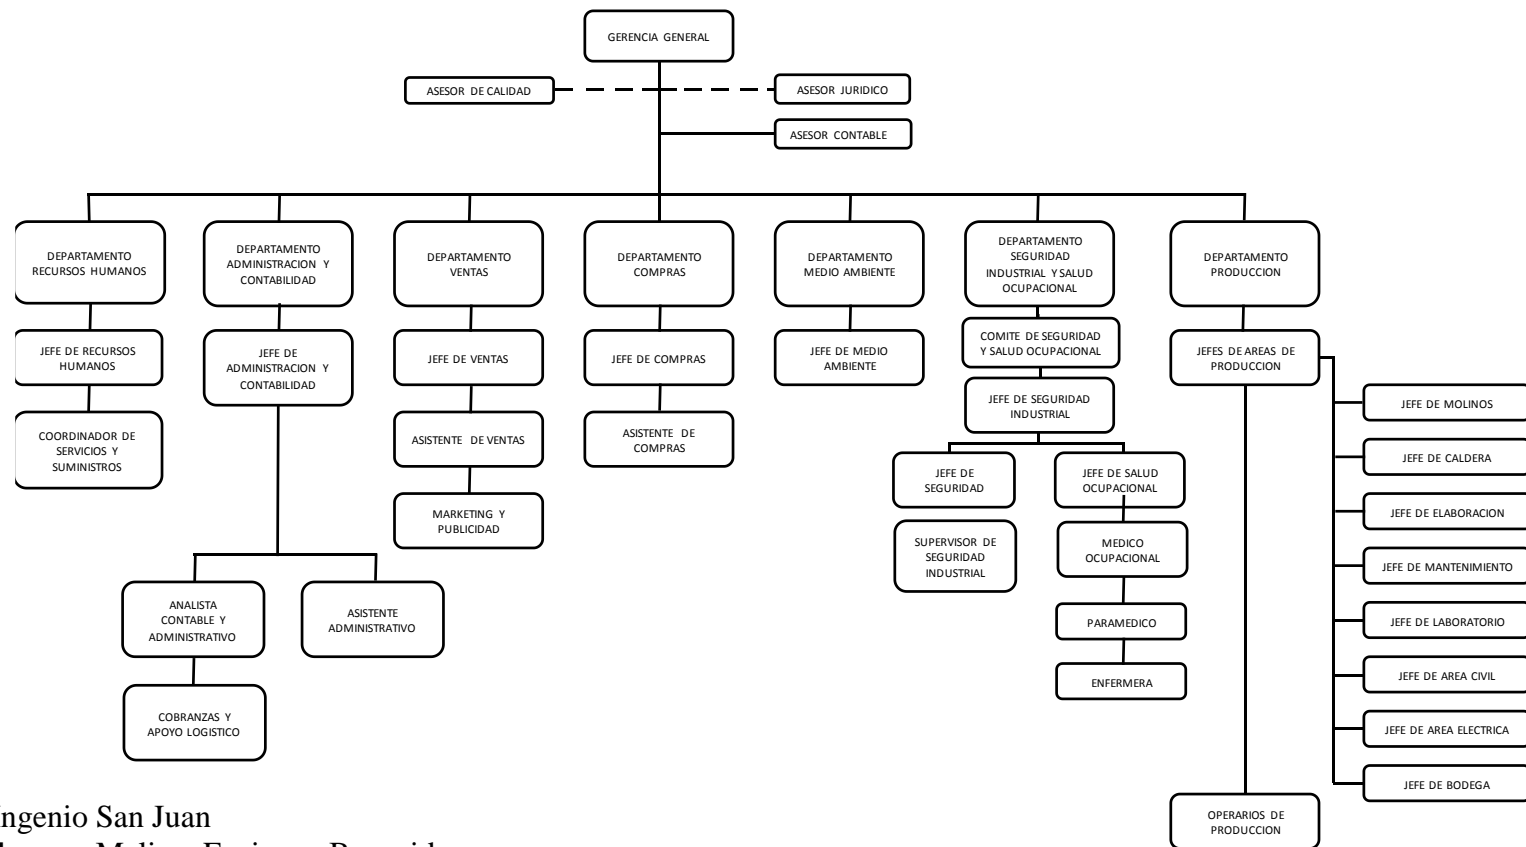 GERENCIA GENERAL
ASESOR DE CALIDAD
ASESOR JURIDICO
ASESOR CONTABLE
DEPARTAMENTO
RECURSOS HUMANOS
DEPARTAMENTO
ADMINISTRACION Y
CONTABILIDAD
DEPARTAMENTO
VENTAS
DEPARTAMENTO
COMPRAS
DEPARTAMENTO
MEDIO AMBIENTE
DEPARTAMENTO
SEGURIDAD
INDUSTRIAL Y SALUD
OCUPACIONAL
DEPARTAMENTO
PRODUCCION
JEFE DE RECURSOS
HUMANOS
JEFE DE
ADMINISTRACION Y
CONTABILIDAD
JEFE DE VENTAS
JEFE DE COMPRAS
JEFE DE MEDIO
AMBIENTE
COMITE DE SEGURIDAD
Y SALUD OCUPACIONAL
JEFES DE AREAS DE
PRODUCCION
JEFE DE SEGURIDAD
INDUSTRIAL
COORDINADOR DE
SERVICIOS Y
SUMINISTROS
ASISTENTE DE VENTAS
ASISTENTE DE
COMPRAS
MARKETING Y
PUBLICIDAD
JEFE DE
SEGURIDAD
JEFE DE SALUD
OCUPACIONAL
SUPERVISOR DE
SEGURIDAD
INDUSTRIAL
MEDICO
OCUPACIONAL
PARAMEDICO
ENFERMERA
ANALISTA
CONTABLE Y
ADMINISTRATIVO
ASISTENTE
ADMINISTRATIVO
COBRANZAS Y
APOYO LOGISTICO
JEFE DE MOLINOS
JEFE DE CALDERA
JEFE DE ELABORACION
JEFE DE MANTENIMIENTO
JEFE DE LABORATORIO
JEFE DE AREA CIVIL
JEFE DE AREA ELECTRICA
JEFE DE BODEGA
OPERARIOS DE
PRODUCCION
ngenio San Juan